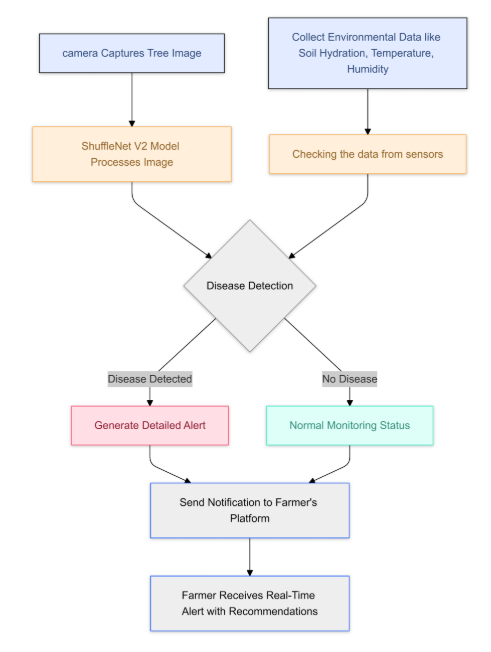 camera Captures Tree Image
Collect Environmental Data like
Soil Hydration, Temperature,
Humidity
ShuffleNet V2 Model
Processes Image
Checking the data from sensors
Disease Detection
Disease Detected
No Disease
Generate Detailed Alert
Normal Monitoring Status
Send Notification to Farmer's
Platform
Farmer Receives Real-Time
Alert with Recommendations